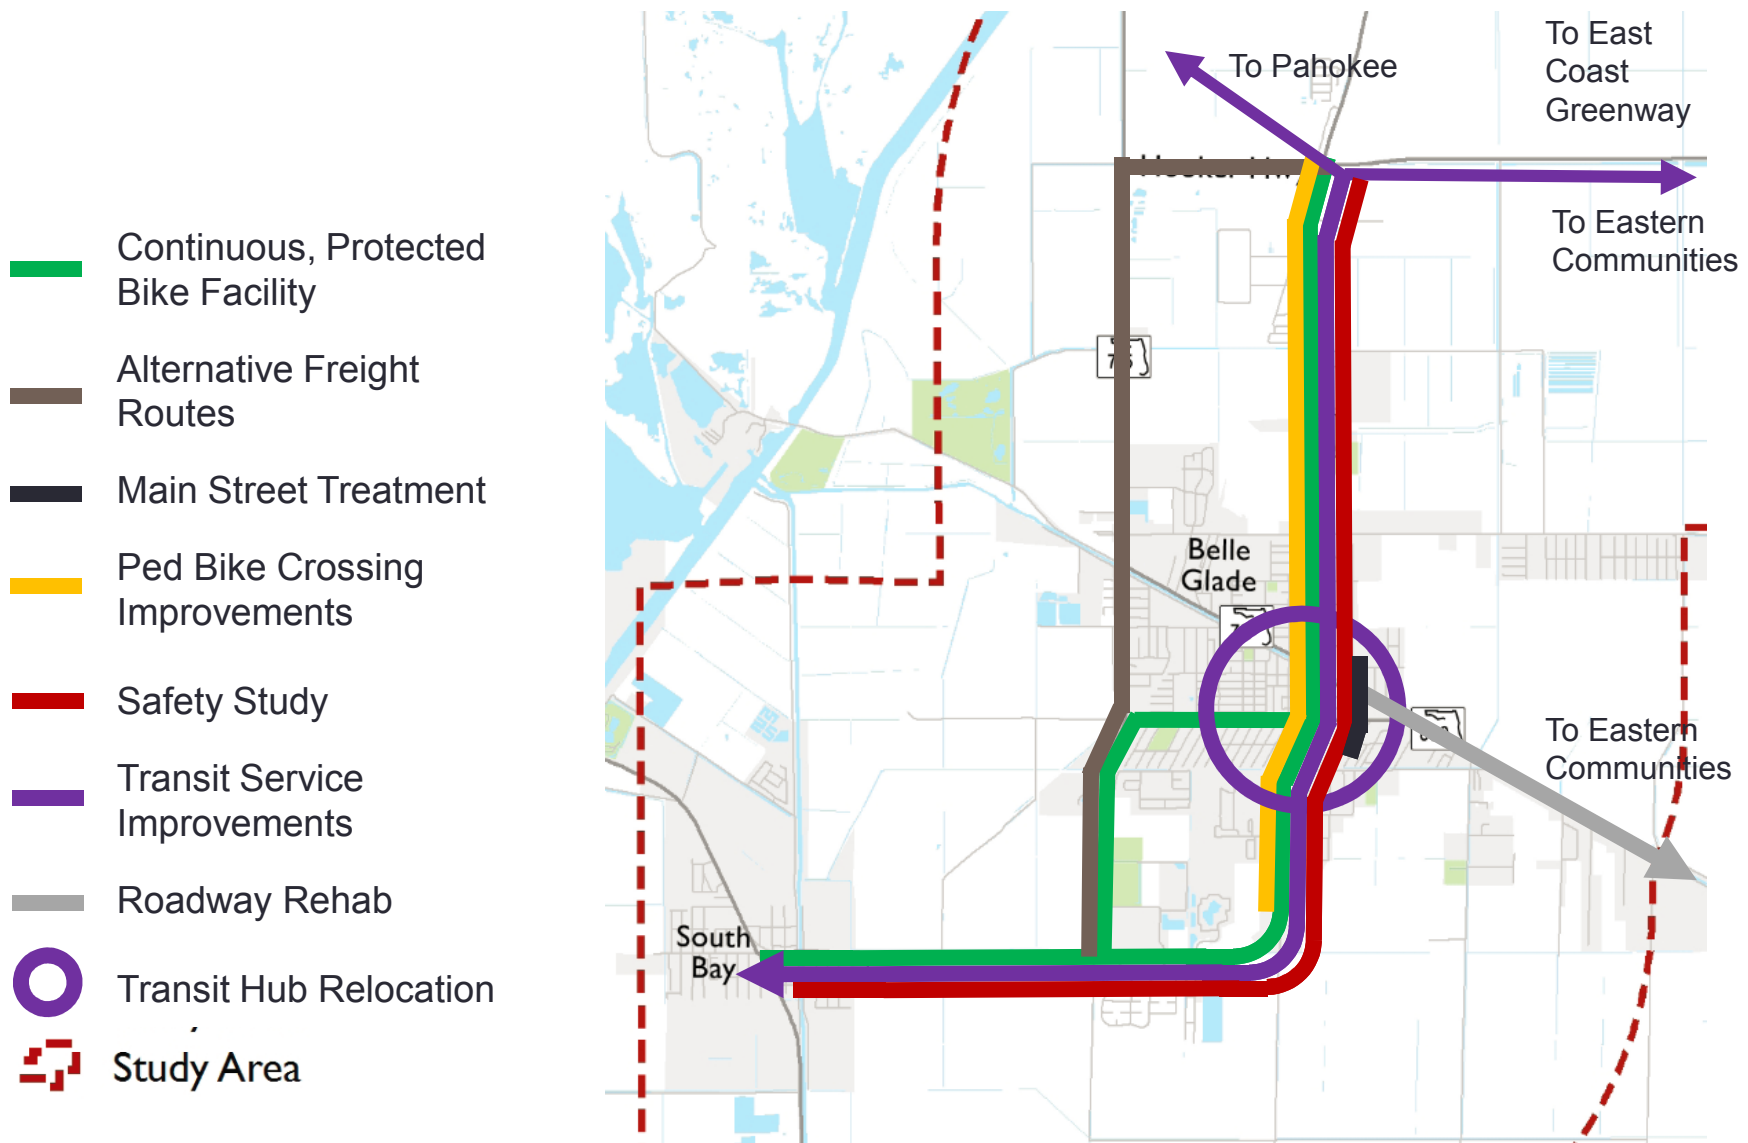 To East
Coast
Greenway
To Pahokee
To Eastern
Communities
Continuous, Protected
Bike Facility
Alternative Freight
Routes
Main Street Treatment
Ped Bike Crossing
Improvements
Safety Study
Transit Service
Improvements
Roadway Rehab
Transit Hub Relocation
Study Area
Belle
Glade
To Eastern
Communities
South
Bay